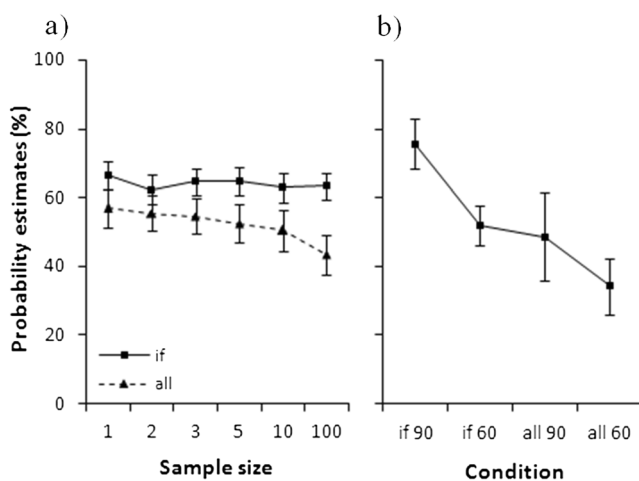 a)
b)
Probability estimates (%)
100
80
60
40
20
0
if
all
1 2 3 5 10 100
Sample size
if 90 if 60 all 90 all 60
Condition